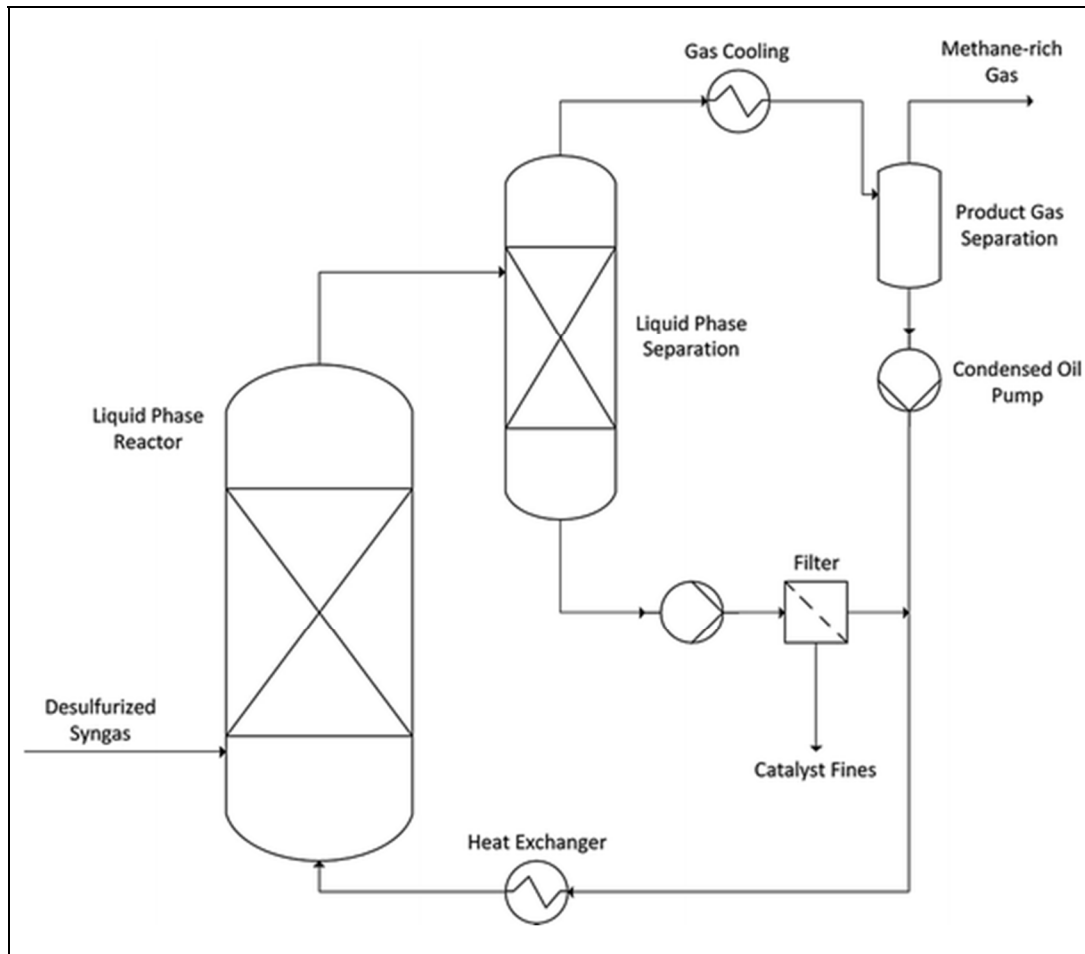 Gas Cooling
Methane-rich
Gas
Product Gas
Separation
Liquid Phase
Separation
Condensed Oil
Pump
Liquid Phase
Reactor
Filter
Desulfurized
Syngas
Catalyst Fines
Heat Exchanger